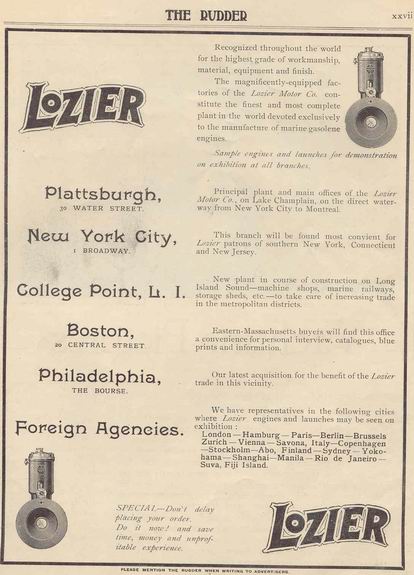 THE RUDDER
xxvii
LOZIER
Recognized throughout the world
for the highest grade of workmanship,
material, equipment and finish.
The magnificently-equipped fac-
tories of the Lozier Motor Co. con-
stitute the finest and most complete
plant in the world devoted exclusively
to the manufacture of marine gasolene
engines.
Sample engines and launches for demonstration
on exhibition at all branches.
Plattsburgh,
30 WATER STREET.
Principal plant and main offices of the Lozier
Motor Co., on Lake Champlain, on the direct water-
way from New York City to Montreal.
New York City,
1 BROADWAY.
This branch will be found most convient for
Lozier patrons of southern New York, Connecticut
and New Jersey.
College Point, L. I.
New plant in course of construction on Long
Island Sound—machine shops, marine railways,
storage sheds, etc.—to take care of increasing trade
in the metropolitan districts.
Boston,
20 CENTRAL STREET.
Eastern-Massachusetts buyers will find this office
a convenience for personal interview, catalogues, blue
prints and information.
Philadelphia,
THE BOURSE.
Our latest acquisition for the benefit of the Lozier
trade in this vicinity.
Foreign Agencies.
We have representatives in the following cities
where Lozier engines and launches may be seen on
exhibition:
London—Hamburg—Paris—Berlin—Brussels
Zurich—Vienna—Savona, Italy—Copenhagen
—Stockholm—Abo, Finland—Sydney—Yoko-
hama—Shanghai—Manila—Rio de Janeiro—
Suva, Fiji Island.
SPECIAL—Don't delay
placing your order.
Do it now! and save
time, money and unprof-
itable experience.
LOZIER
PLEASE MENTION THE RUDDER WHEN WRITING TO ADVERTISERS.